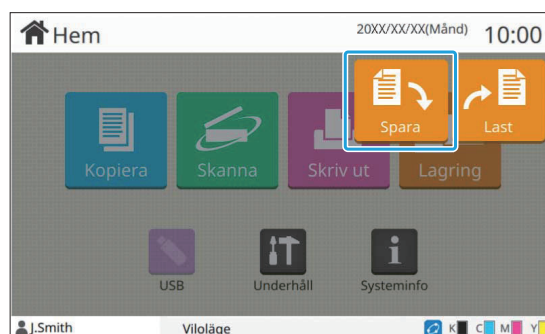 Hem 20XX/XX/XX(Månd) 10:00
Spara Last
Kopiera Skanna Skriv ut Lagring
USB Underhåll Systeminfo
J.Smith Viloläge K C M Y